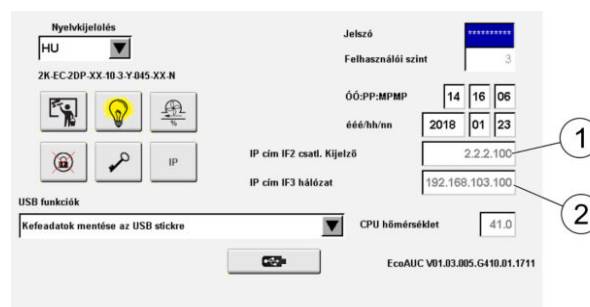 Nyelvkijelölés
HU
2K-EC-2DP-XX-10-3-Y-045-XX-N
%
IP
USB funkciók
Kefeadatok mentése az USB stickre
Jelszó
**********
Felhasználói szint
3
ÓÓ:PP:MPMP
14 16 06
ééé/hh/nn
2018 01 23
IP cím IF2 csatl. Kijelző
2.2.2.100
1
IP cím IF3 hálózat
192.168.103.100
2
CPU hőmérséklet
41.0
EcoAUC V01.03.005.G410.01.1711